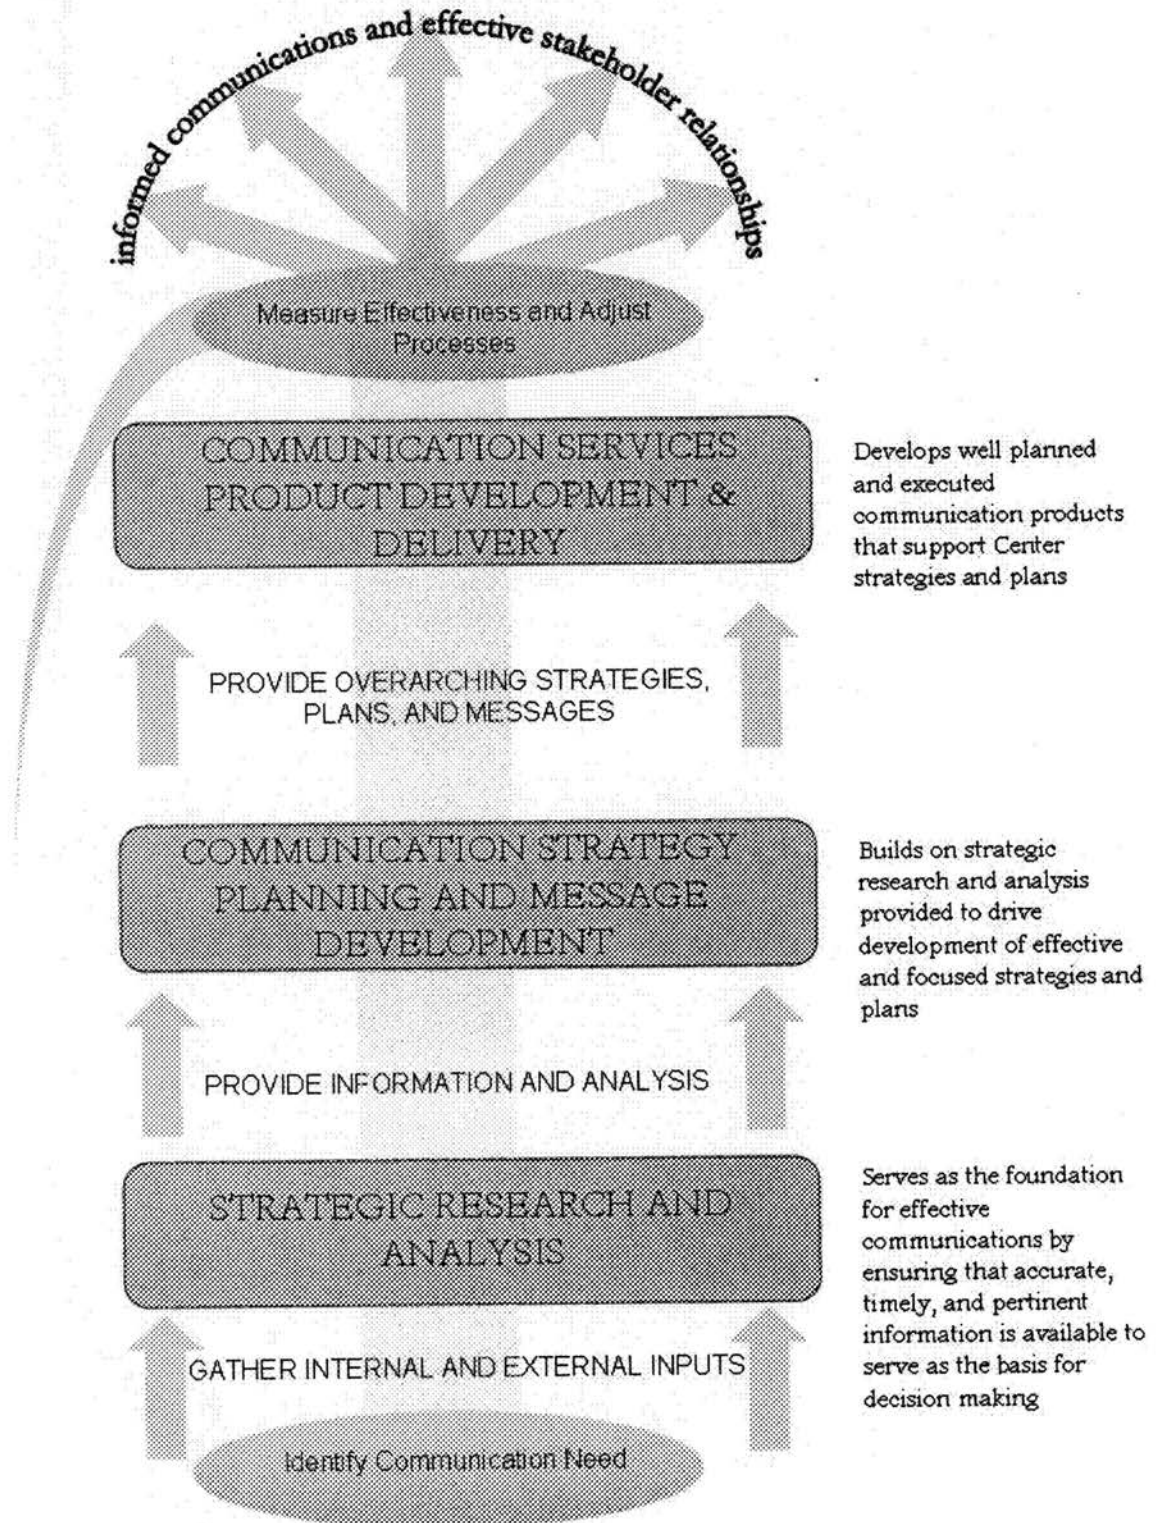 informed communications and effective stakeholder relationships
Measure Effectiveness and Adjust
Processes
COMMUNICATION SERVICES
PRODUCT DEVELOPMENT &
DELIVERY
Develops well planned
and executed
communication products
that support Center
strategies and plans
PROVIDE OVERARCHING STRATEGIES,
PLANS, AND MESSAGES
COMMUNICATION STRATEGY
PLANNING AND MESSAGE
DEVELOPMENT
Builds on strategic
research and analysis
provided to drive
development of effective
and focused strategies and
plans
PROVIDE INFORMATION AND ANALYSIS
STRATEGIC RESEARCH AND
ANALYSIS
Serves as the foundation
for effective
communications by
ensuring that accurate,
timely, and pertinent
information is available to
serve as the basis for
decision making
GATHER INTERNAL AND EXTERNAL INPUTS
Identify Communication Need